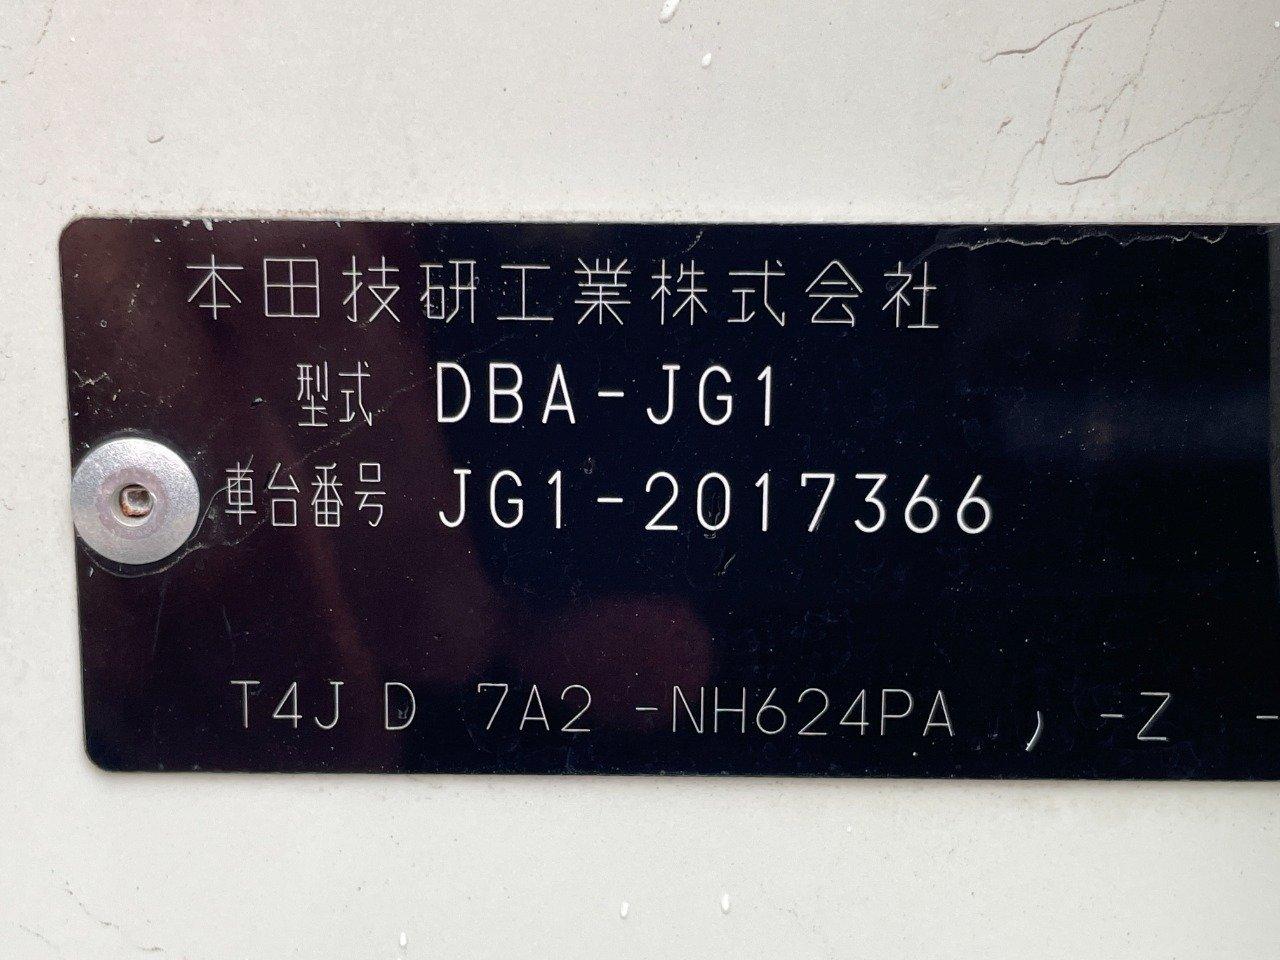 本田技研工業株式会社
型式 DBA-JG1
車台番号 JG1-2017366
T4J D 7A2 -NH624PA , -Z -